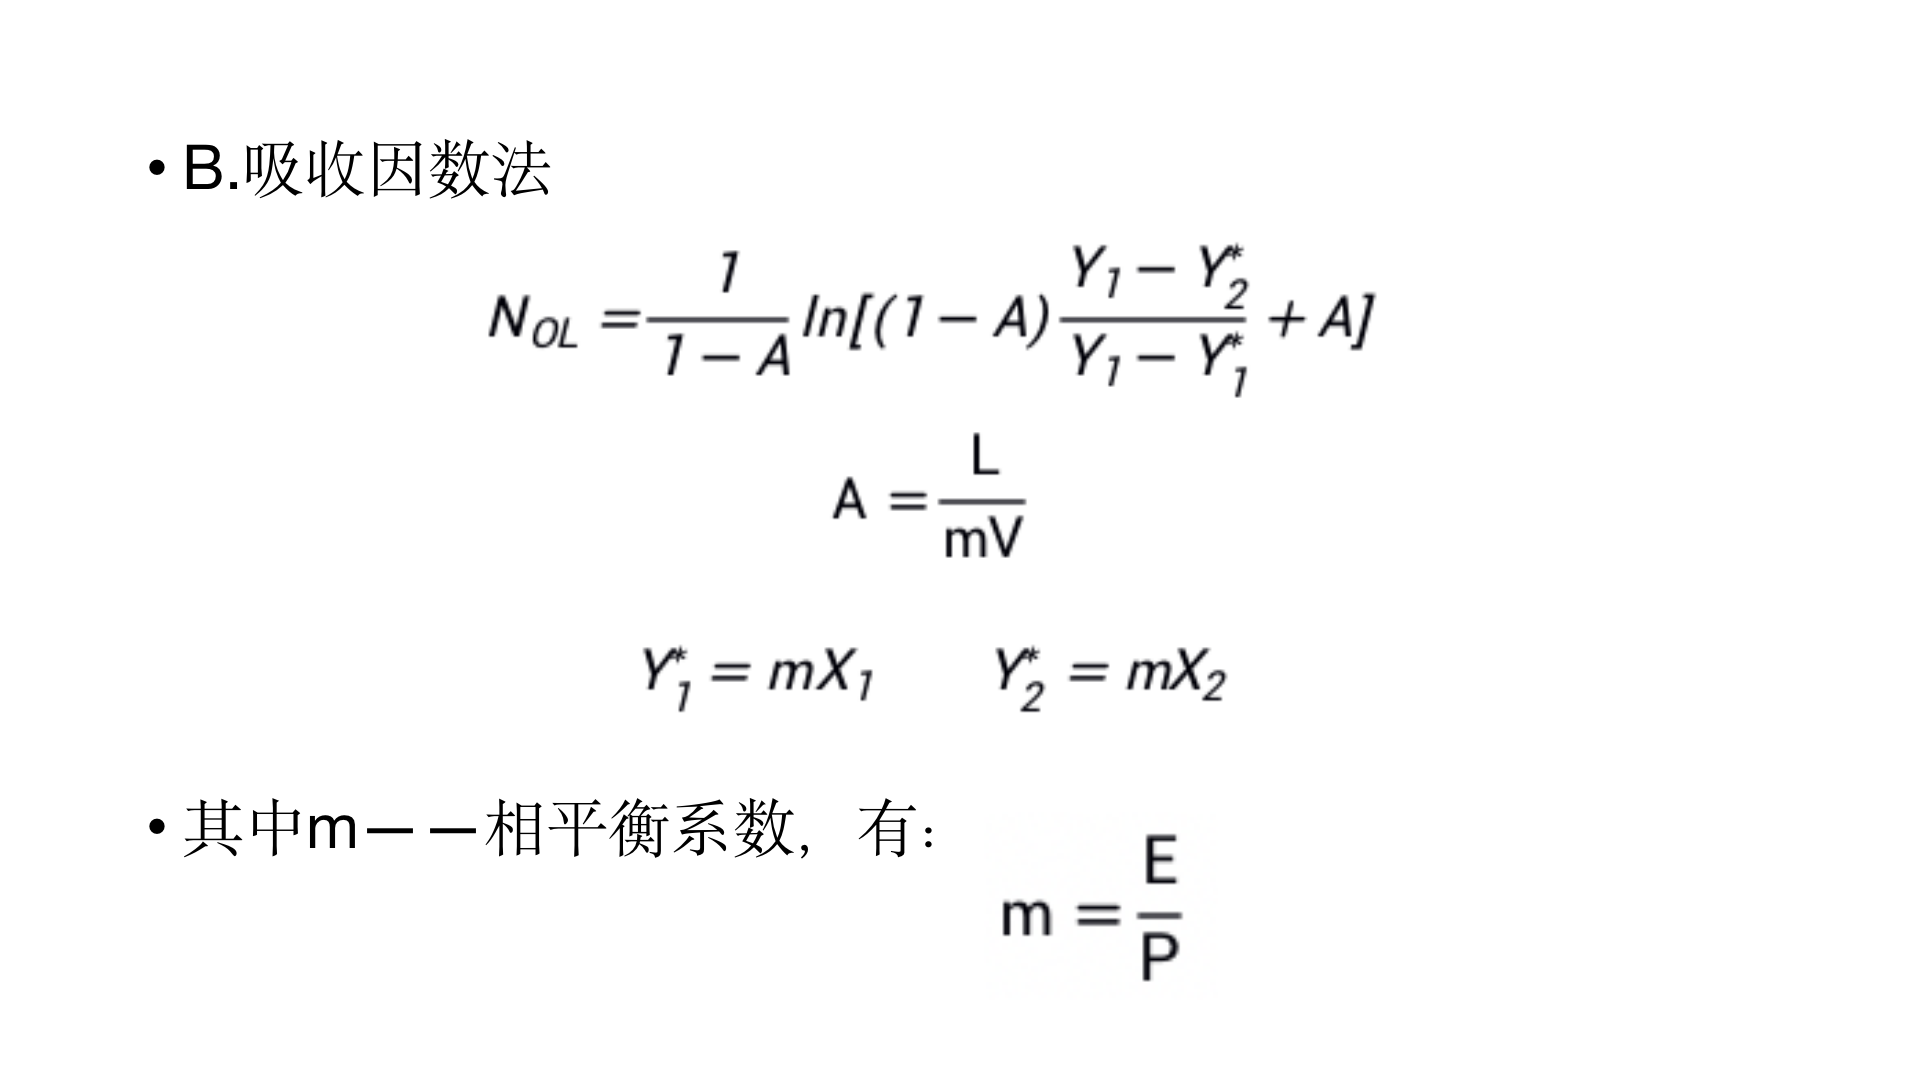 • B.吸收因数法
N_{OL} = \frac{1}{1-A} ln[(1-A)\frac{Y_1-Y_2^*}{Y_1-Y_1^*}+A]
A = \frac{L}{mV}
Y_1^* = mX_1   Y_2^* = mX_2
• 其中m——相平衡系数，有：
m = \frac{E}{P}